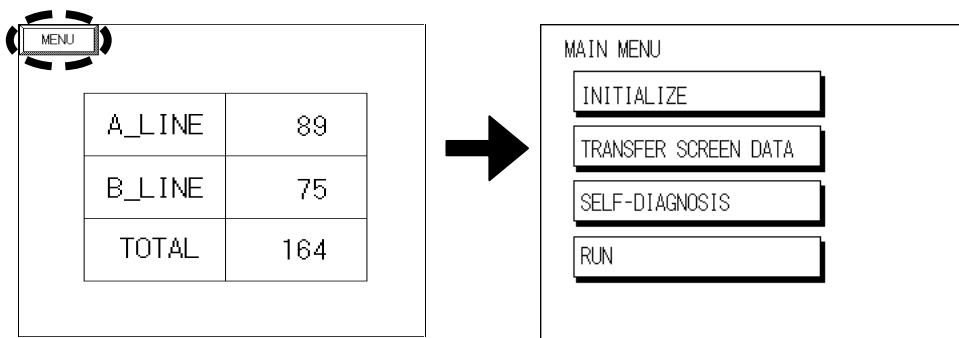 MENU
A_LINE 89
B_LINE 75
TOTAL 164
MAIN MENU
INITIALIZE
TRANSFER SCREEN DATA
SELF-DIAGNOSIS
RUN